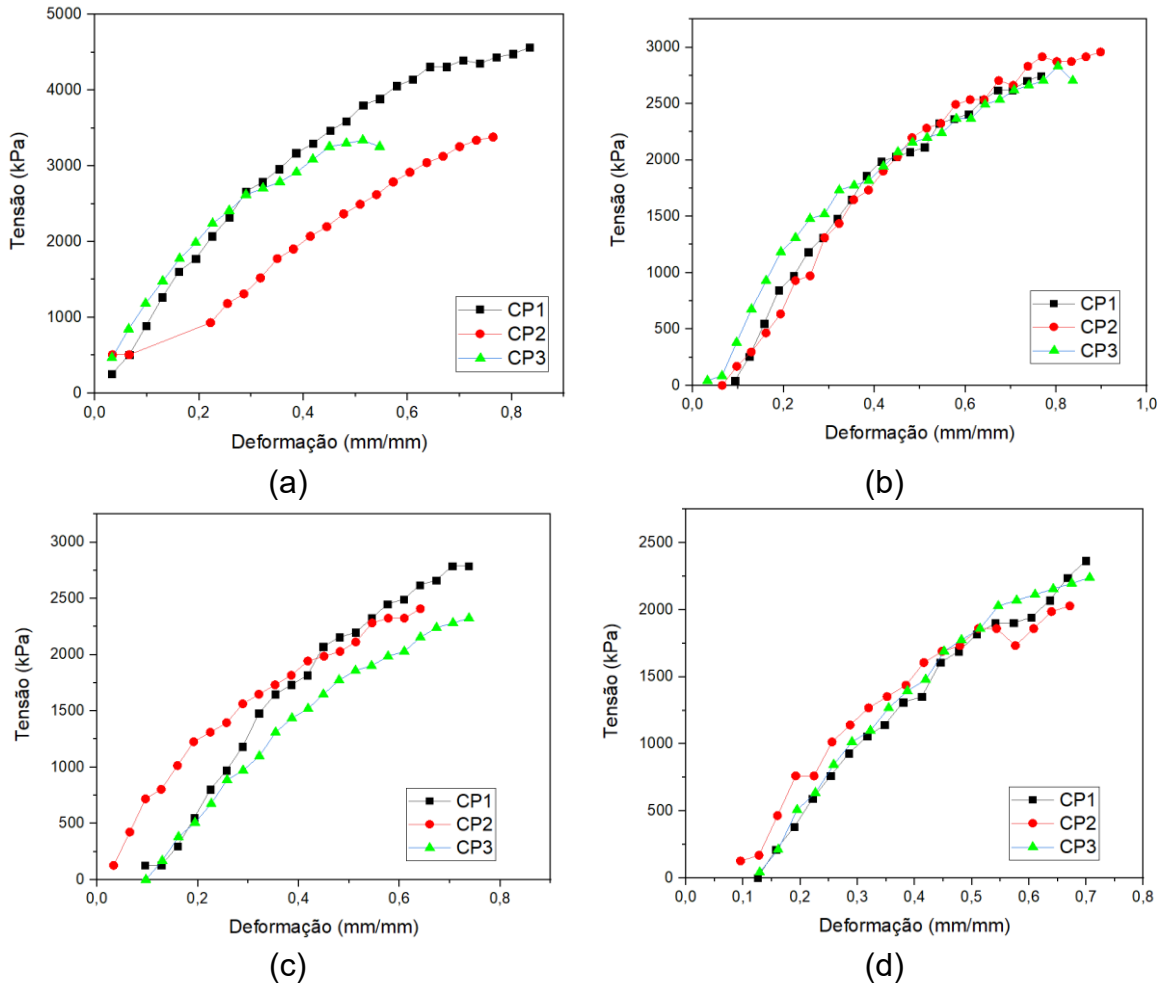 5000
4000
3000
2000
1000
0
Tensão (kPa)
0,0 0,2 0,4 0,6 0,8
Deformação (mm/mm)
CP1
CP2
CP3
(a)
3000
2500
2000
1500
1000
500
0
Tensão (kPa)
0,0 0,2 0,4 0,6 0,8 1,0
Deformação (mm/mm)
CP1
CP2
CP3
(b)
3000
2500
2000
1500
1000
500
0
Tensão (kPa)
0,0 0,2 0,4 0,6 0,8
Deformação (mm/mm)
CP1
CP2
CP3
(c)
2500
2000
1500
1000
500
0
Tensão (kPa)
0,0 0,1 0,2 0,3 0,4 0,5 0,6 0,7 0,8
Deformação (mm/mm)
CP1
CP2
CP3
(d)